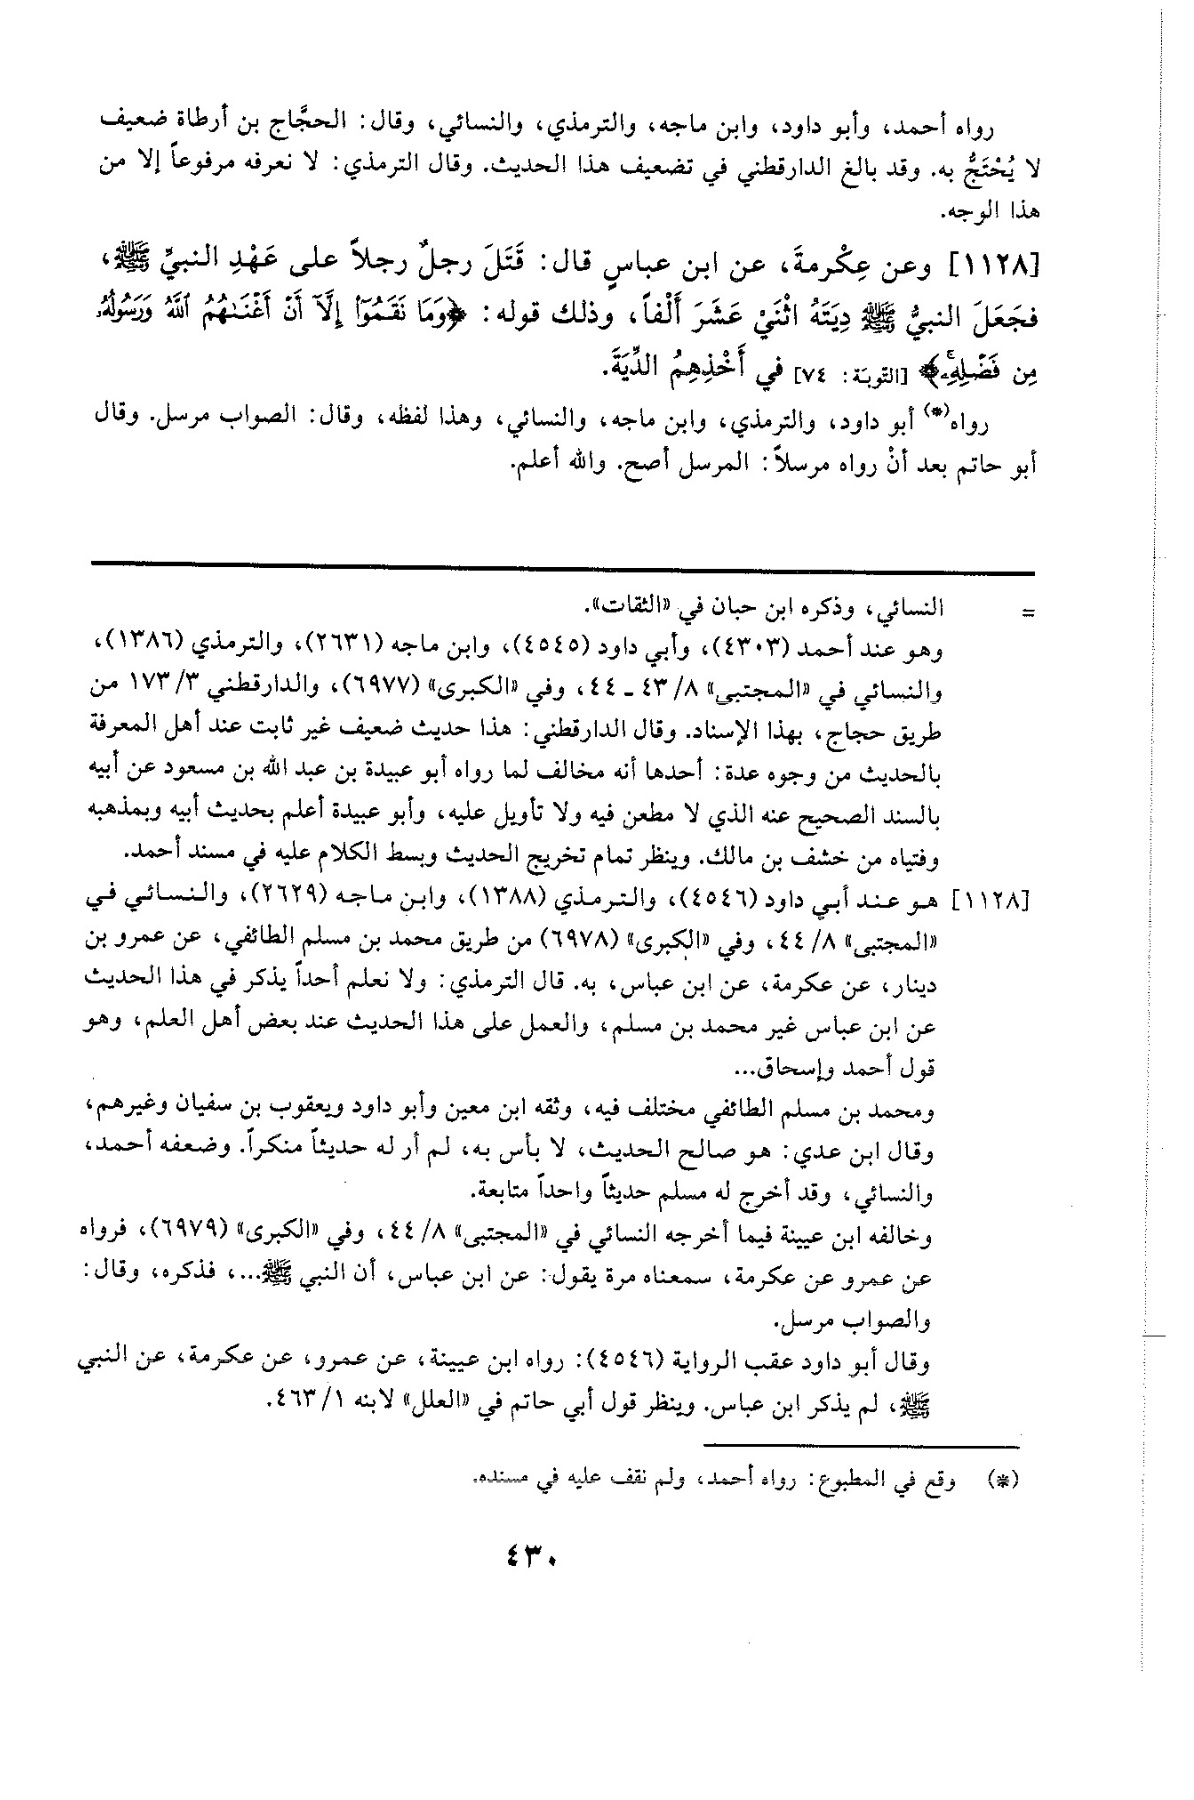 رواه أحمد، وأبو داود، وابن ماجه، والترمذي، والنسائي، وقال: الحجَّاج بن أرطاة ضعيف
لا يُحْتَجُّ به. وقد بالغ الدارقطني في تضعيف هذا الحديث. وقال الترمذي: لا نعرفه مرفوعاً إلا من
هذا الوجه.
[١١٢٨] وعن عِكْرمةَ، عن ابن عباسٍ قال: قَتَلَ رجلٌ رجلاً على عَهْدِ النبيِّ ﷺ،
فجَعَلَ النبيُّ ﷺ دِيَتَهُ اثْنَيْ عَشَرَ أَلْفاً، وذلك قوله: ﴿وَمَا نَقَمُوٓا۟ إِلَّآ أَنْ أَغْنَىٰهُمُ ٱللَّهُ وَرَسُولُهُۥ
مِن فَضْلِهِۦ﴾ [التوبَة: ٧٤] في أَخْذِهِمُ الدِّيَةَ.
رواه(*) أبو داود، والترمذي، وابن ماجه، والنسائي، وهذا لفظه، وقال: الصواب مرسل. وقال
أبو حاتم بعد أنْ رواه مرسلاً: المرسل أصح. والله أعلم.
= النسائي، وذكره ابن حبان في «الثقات».
وهو عند أحمد (٤٣٠٣)، وأبي داود (٤٥٤٥)، وابن ماجه (٢٦٣١)، والترمذي (١٣٨٦)،
والنسائي في «المجتبى» ٨/ ٤٣ ـ ٤٤، وفي «الكبرى» (٦٩٧٧)، والدارقطني ٣/ ١٧٣ من
طريق حجاج، بهذا الإسناد. وقال الدارقطني: هذا حديث ضعيف غير ثابت عند أهل المعرفة
بالحديث من وجوه عدة: أحدها أنه مخالف لما رواه أبو عبيدة بن عبد الله بن مسعود عن أبيه
بالسند الصحيح عنه الذي لا مطعن فيه ولا تأويل عليه، وأبو عبيدة أعلم بحديث أبيه وبمذهبه
وفتياه من خشف بن مالك. وينظر تمام تخريج الحديث وبسط الكلام عليه في مسند أحمد.
[١١٢٨] هو عند أبي داود (٤٥٤٦)، والترمذي (١٣٨٨)، وابن ماجه (٢٦٢٩)، والنسائي في
«المجتبى» ٨/ ٤٤، وفي «الكبرى» (٦٩٧٨) من طريق محمد بن مسلم الطائفي، عن عمرو بن
دينار، عن عكرمة، عن ابن عباس، به. قال الترمذي: ولا نعلم أحداً يذكر في هذا الحديث
عن ابن عباس غير محمد بن مسلم، والعمل على هذا الحديث عند بعض أهل العلم، وهو
قول أحمد وإسحاق...
ومحمد بن مسلم الطائفي مختلف فيه، وثقه ابن معين وأبو داود ويعقوب بن سفيان وغيرهم،
وقال ابن عدي: هو صالح الحديث، لا بأس به، لم أر له حديثاً منكراً. وضعفه أحمد،
والنسائي، وقد أخرج له مسلم حديثاً واحداً متابعة.
وخالفه ابن عيينة فيما أخرجه النسائي في «المجتبى» ٨/ ٤٤، وفي «الكبرى» (٦٩٧٩)، فرواه
عن عمرو عن عكرمة، سمعناه مرة يقول: عن ابن عباس، أن النبي ﷺ...، فذكره، وقال:
والصواب مرسل.
وقال أبو داود عقب الرواية (٤٥٤٦): رواه ابن عيينة، عن عمرو، عن عكرمة، عن النبي
ﷺ، لم يذكر ابن عباس. وينظر قول أبي حاتم في «العلل» لابنه ١/ ٤٦٣.
(*) وقع في المطبوع: رواه أحمد، ولم نقف عليه في مسنده.
٤٣٠